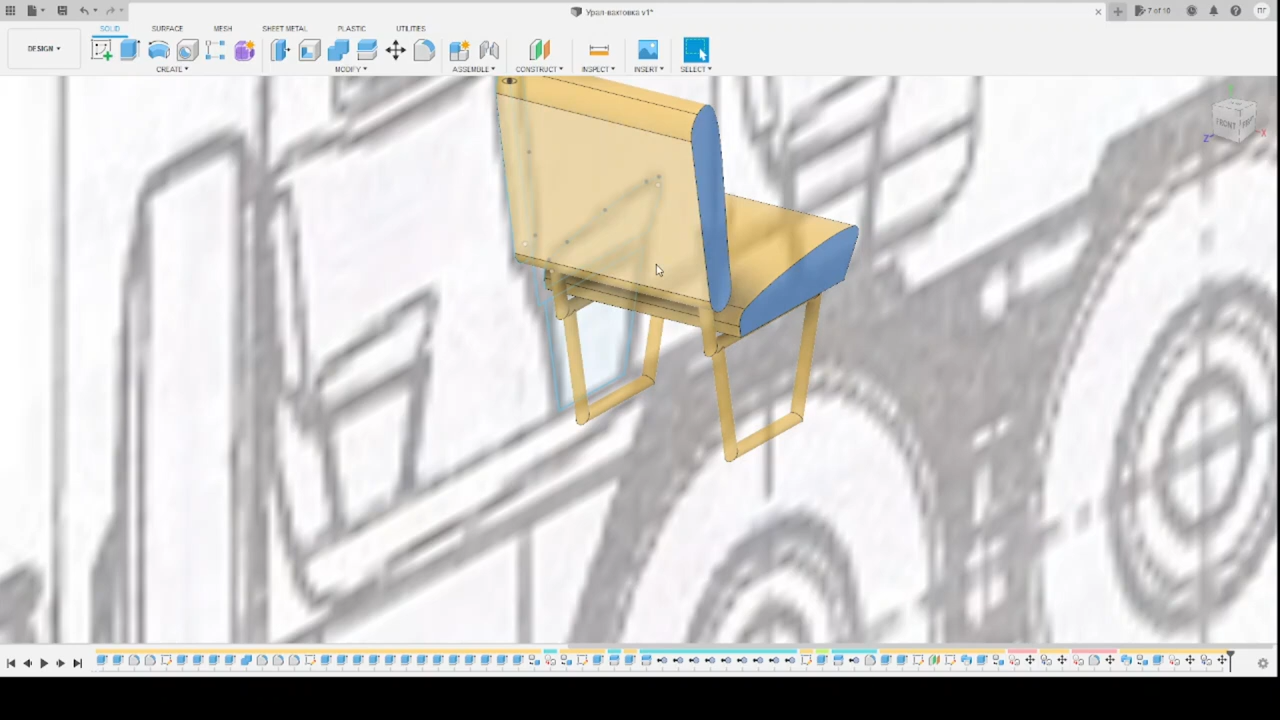 Урал-вахтовка v1*
7 of 10
ПГ
DESIGN
SOLID
SURFACE
MESH
SHEET METAL
PLASTIC
UTILITIES
CREATE
MODIFY
ASSEMBLE
CONSTRUCT
INSPECT
INSERT
SELECT
FRONT
Z
X